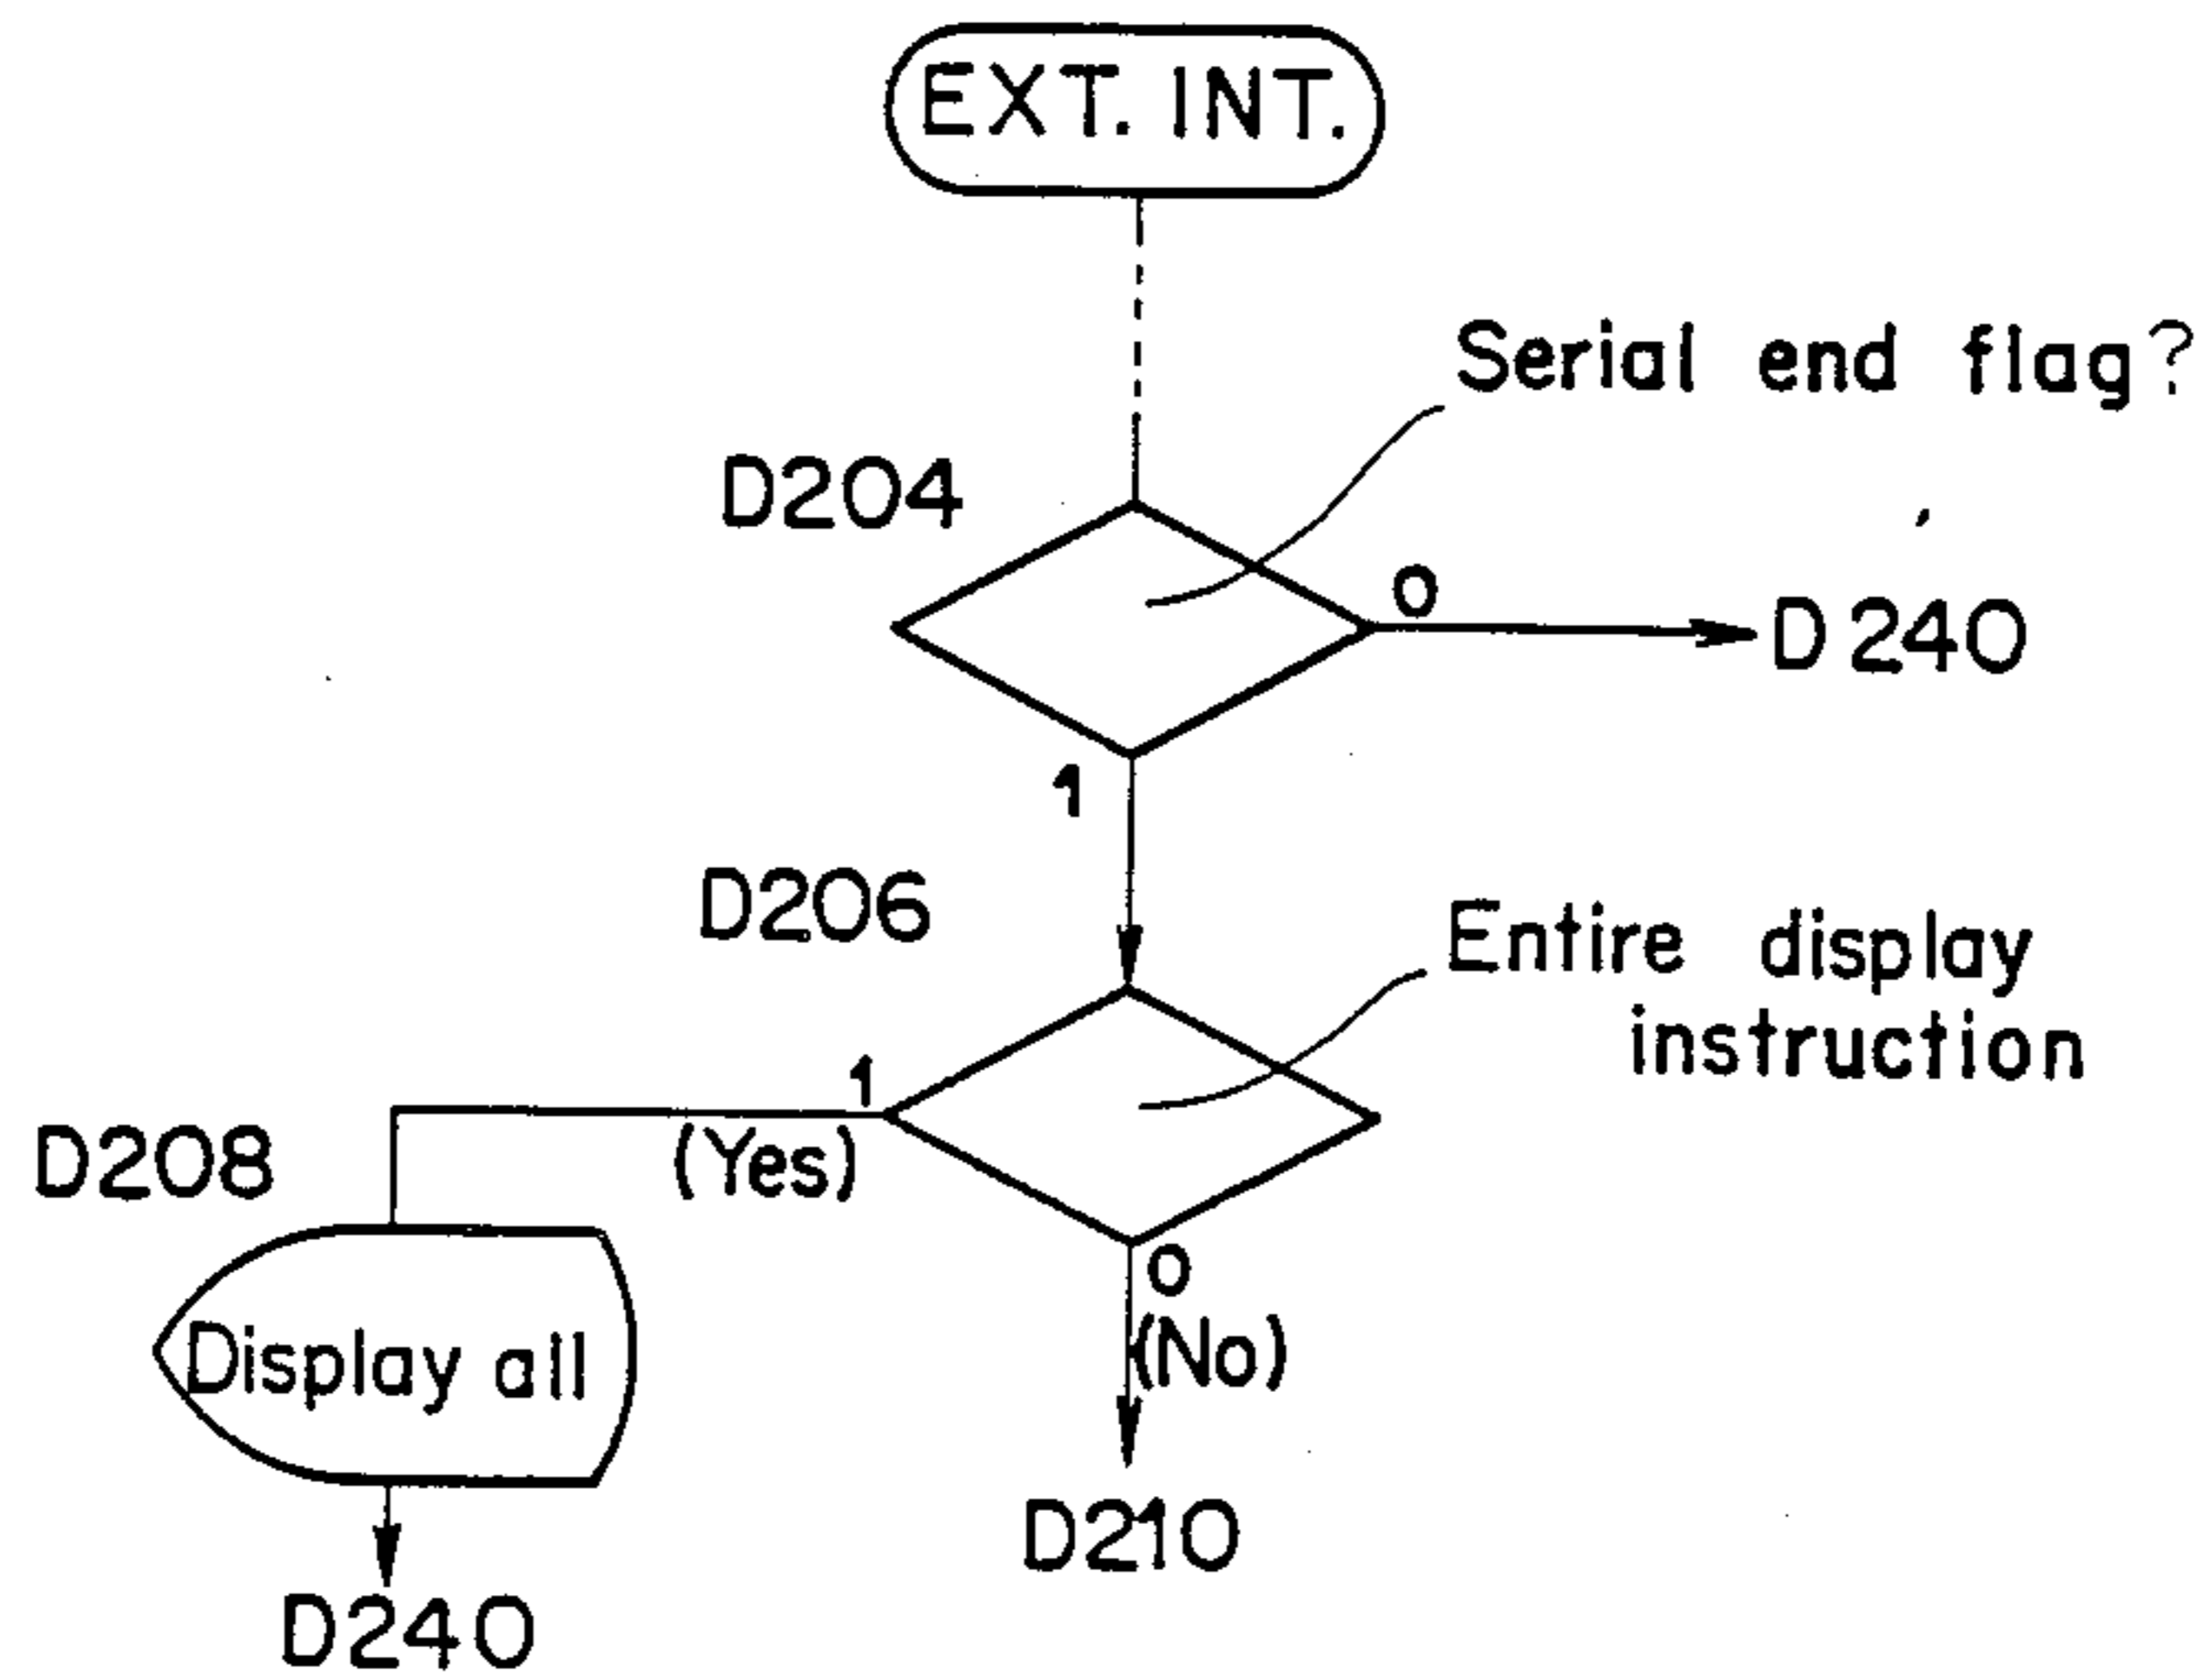 EXT. INT.
Serial end flag?
D204
0
D240
1
D206
Entire display
instruction
1
(Yes)
D208
0
(No)
Display all
D210
D240